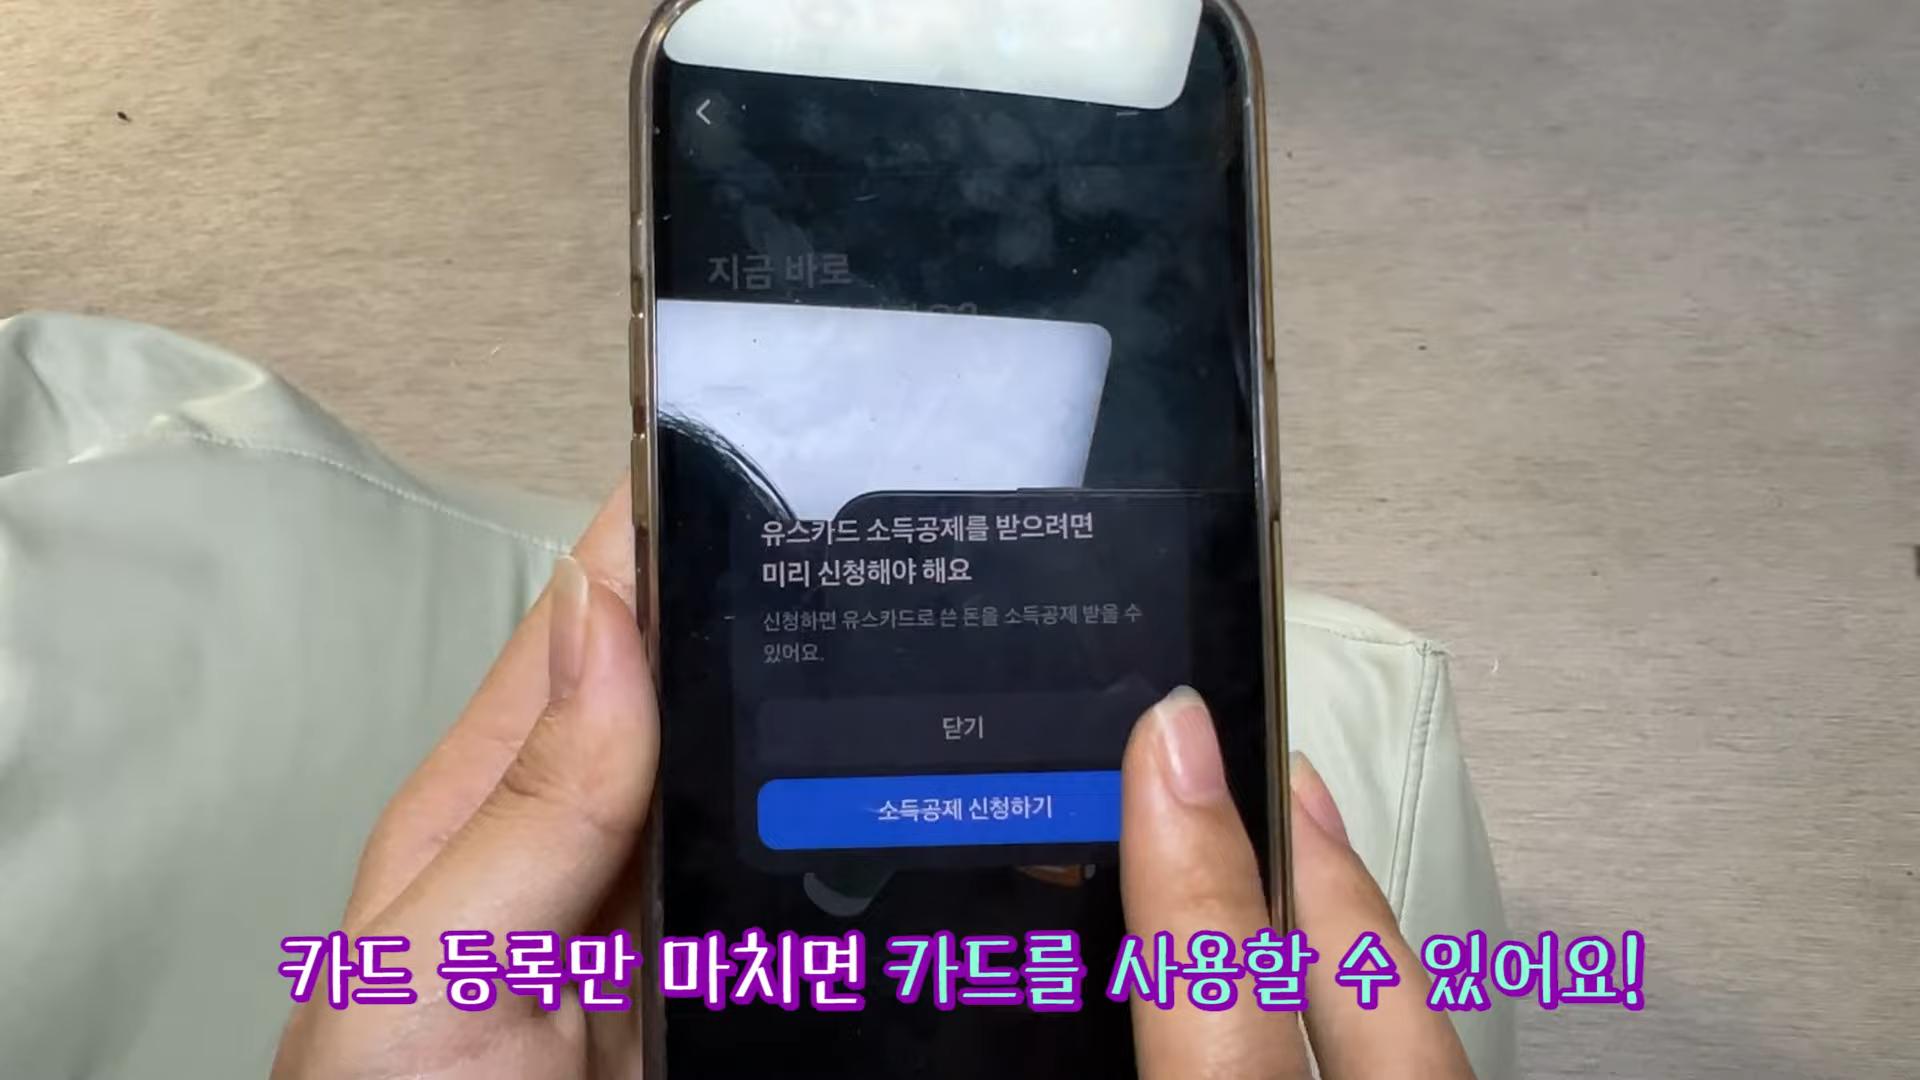 지금 바로
유스카드 소득공제를 받으려면
미리 신청해야 해요
신청하면 유스카드로 쓴 돈을 소득공제 받을 수
있어요.
닫기
소득공제 신청하기
카드 등록만 마치면 카드를 사용할 수 있어요!